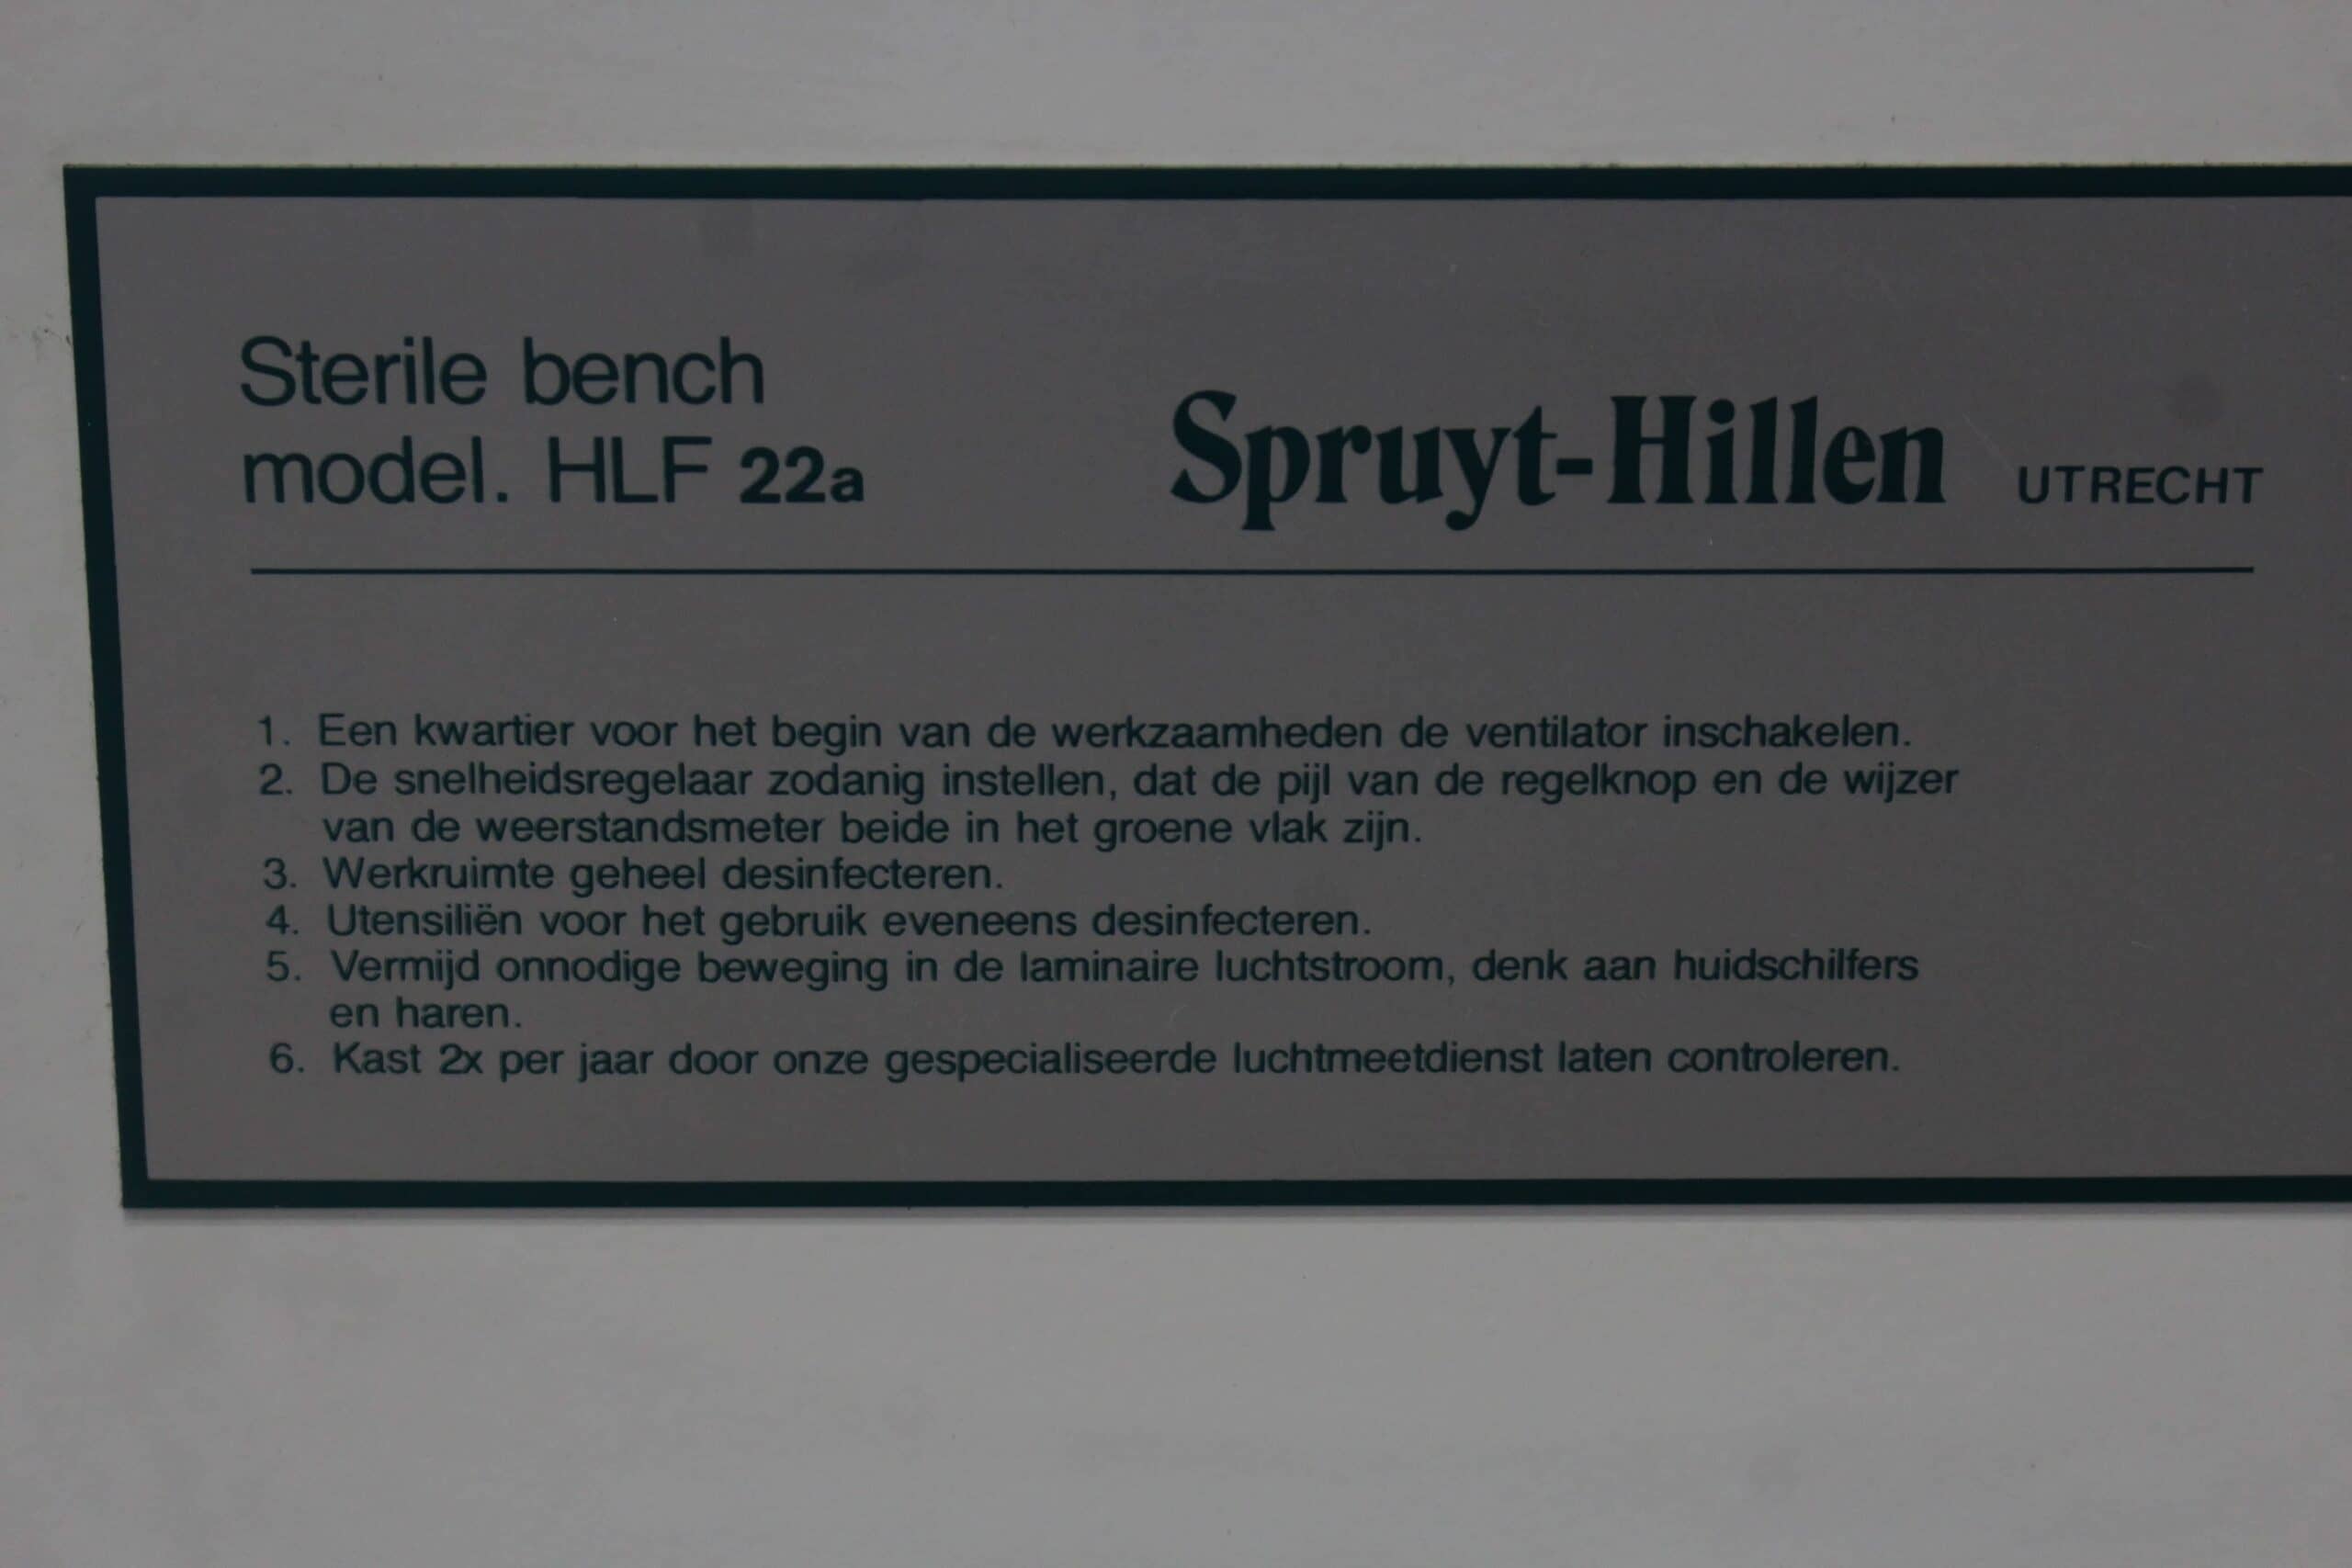 Sterile bench
model. HLF 22a
Spruyt-Hillen UTRECHT
1. Een kwartier voor het begin van de werkzaamheden de ventilator inschakelen.
2. De snelheidsregelaar zodanig instellen, dat de pijl van de regelknop en de wijzer
van de weerstandsmeter beide in het groene vlak zijn.
3. Werkruimte geheel desinfecteren.
4. Utensiliën voor het gebruik eveneens desinfecteren.
5. Vermijd onnodige beweging in de laminaire luchtstroom, denk aan huidschilfers
en haren.
6. Kast 2x per jaar door onze gespecialiseerde luchtmeetdienst laten controleren.